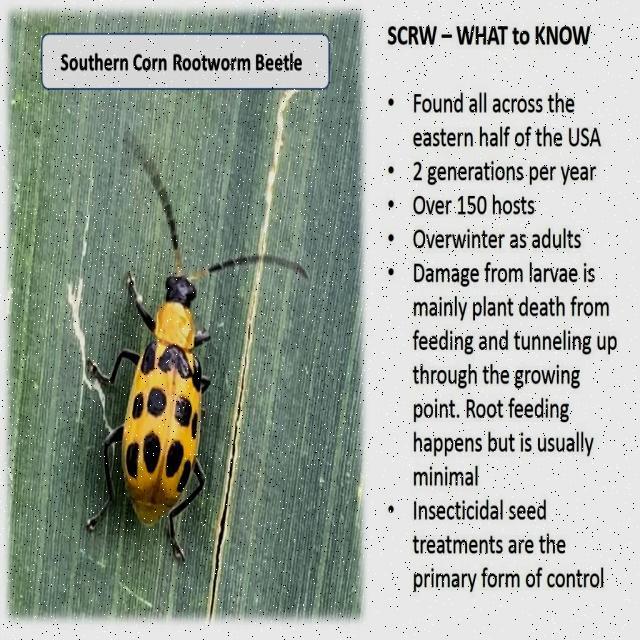 Southern Corn Rootworm Beetle
SCRW – WHAT to KNOW
• Found all across the
eastern half of the USA
• 2 generations per year
• Over 150 hosts
• Overwinter as adults
• Damage from larvae is
mainly plant death from
feeding and tunneling up
through the growing
point. Root feeding
happens but is usually
minimal
• Insecticidal seed
treatments are the
primary form of control